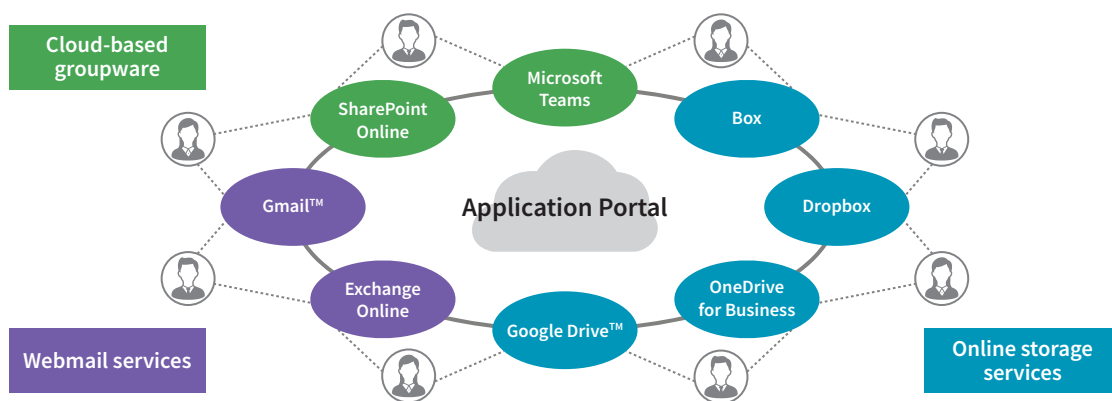 Cloud-based
groupware
Microsoft
Teams
SharePoint
Online
Box
Gmail™
Application Portal
Dropbox
Exchange
Online
OneDrive
for Business
Google Drive™
Webmail services
Online storage
services